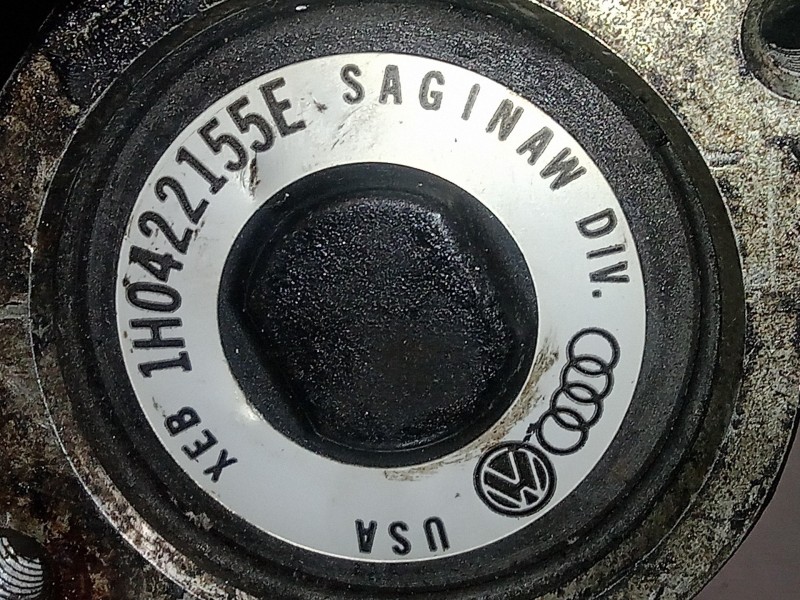 XEB 1H0422155E SAGINAW DIV.
USA